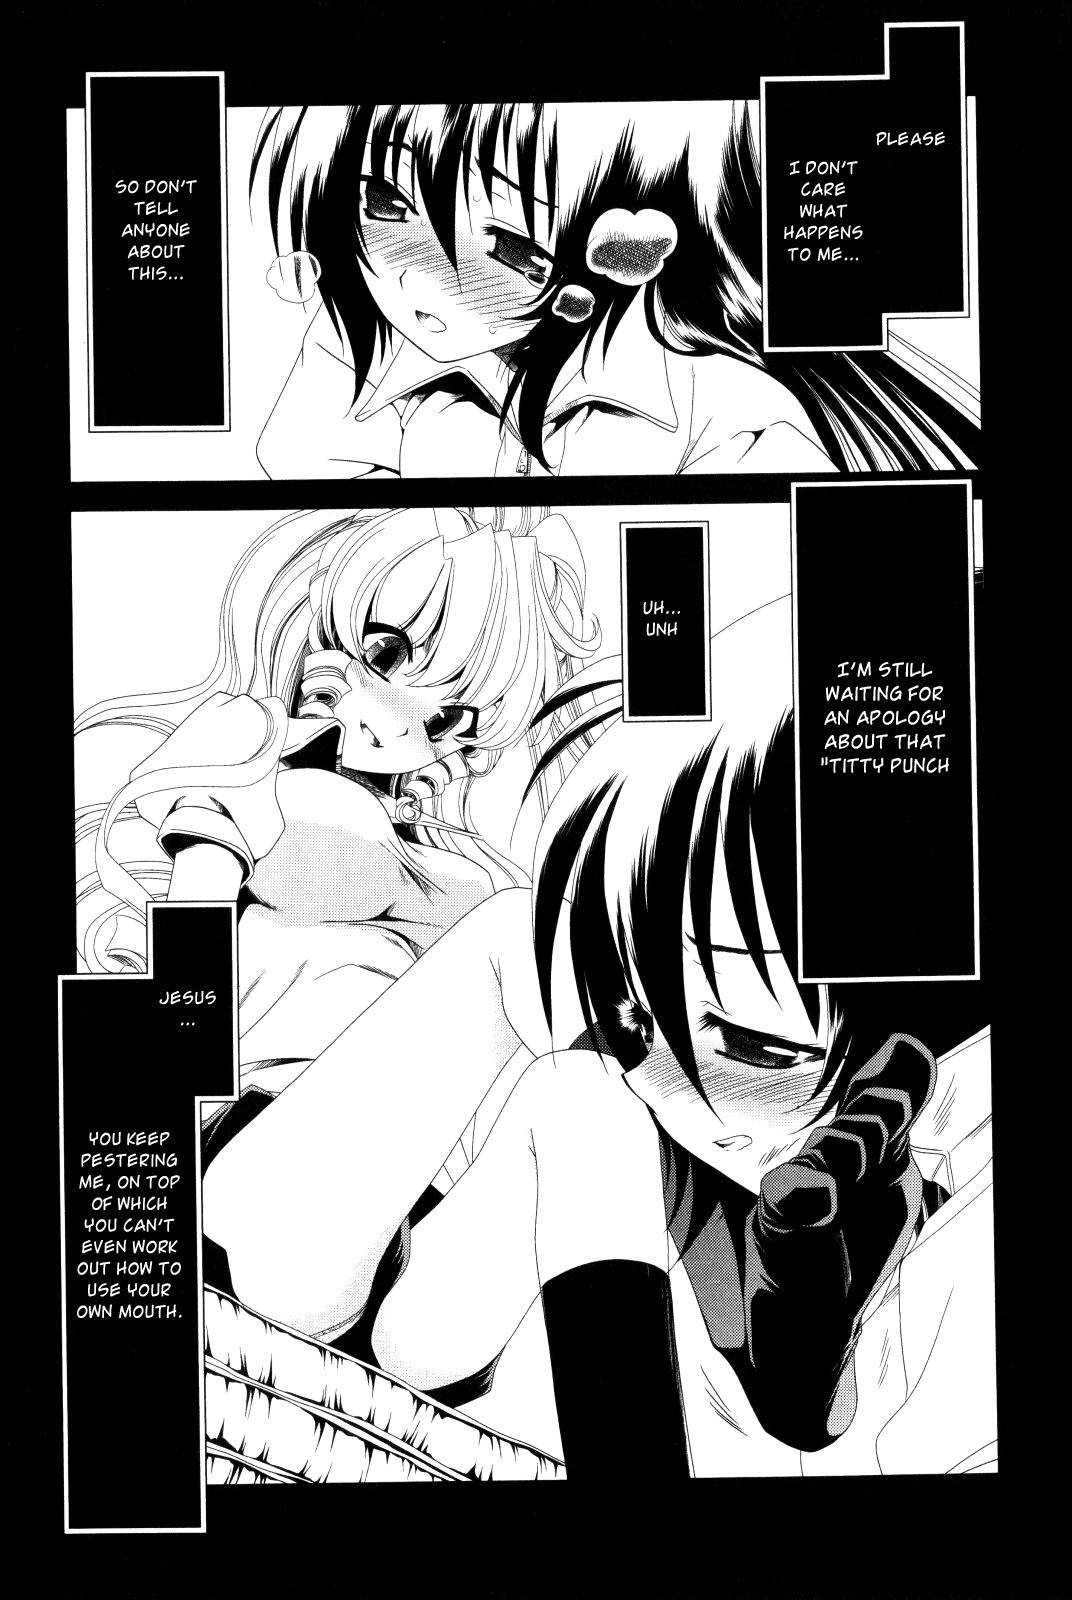 PLEASE
I DON'T
CARE
WHAT
HAPPENS
TO ME...
SO DON'T
TELL
ANYONE
ABOUT
THIS...
I'M STILL
WAITING FOR
AN APOLOGY
ABOUT THAT
"TITTY PUNCH
UH...
UNH
JESUS
...
YOU KEEP
PESTERING
ME, ON TOP
OF WHICH
YOU CAN'T
EVEN WORK
OUT HOW TO
USE YOUR
OWN MOUTH.